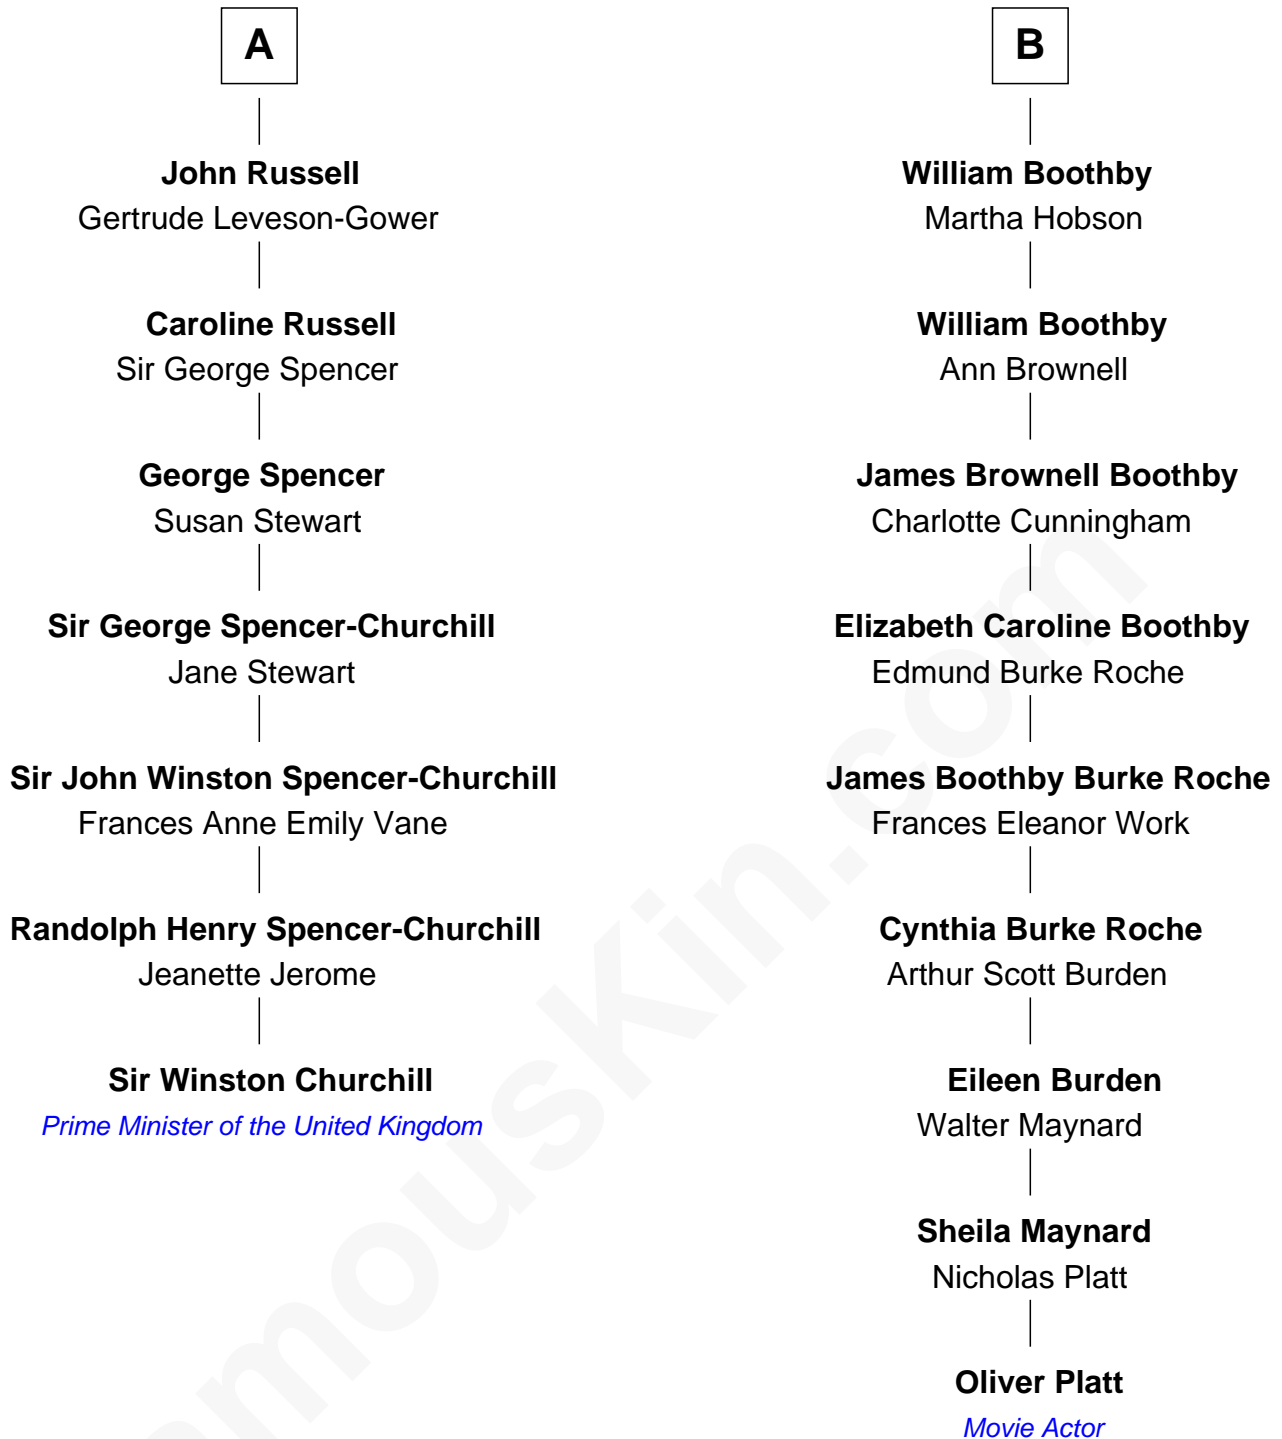 A
John Russell
Gertrude Leveson-Gower
Caroline Russell
Sir George Spencer
George Spencer
Susan Stewart
Sir George Spencer-Churchill
Jane Stewart
Sir John Winston Spencer-Churchill
Frances Anne Emily Vane
Randolph Henry Spencer-Churchill
Jeanette Jerome
Sir Winston Churchill
Prime Minister of the United Kingdom
B
William Boothby
Martha Hobson
William Boothby
Ann Brownell
James Brownell Boothby
Charlotte Cunningham
Elizabeth Caroline Boothby
Edmund Burke Roche
James Boothby Burke Roche
Frances Eleanor Work
Cynthia Burke Roche
Arthur Scott Burden
Eileen Burden
Walter Maynard
Sheila Maynard
Nicholas Platt
Oliver Platt
Movie Actor
amousKin.com